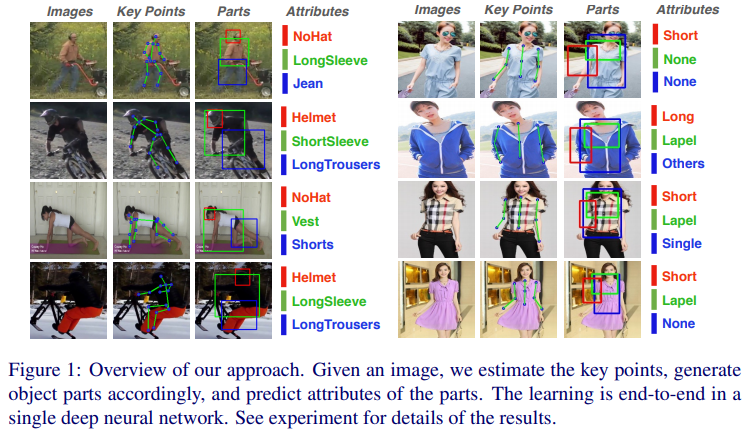 Images Key Points Parts Attributes
NoHat
LongSleeve
Jean
Helmet
ShortSleeve
LongTrousers
NoHat
Vest
Shorts
Helmet
LongSleeve
LongTrousers
Images Key Points Parts Attributes
Short
None
None
Long
Lapel
Others
Short
Lapel
Single
Short
Lapel
None
Figure 1: Overview of our approach. Given an image, we estimate the key points, generate
object parts accordingly, and predict attributes of the parts. The learning is end-to-end in a
single deep neural network. See experiment for details of the results.